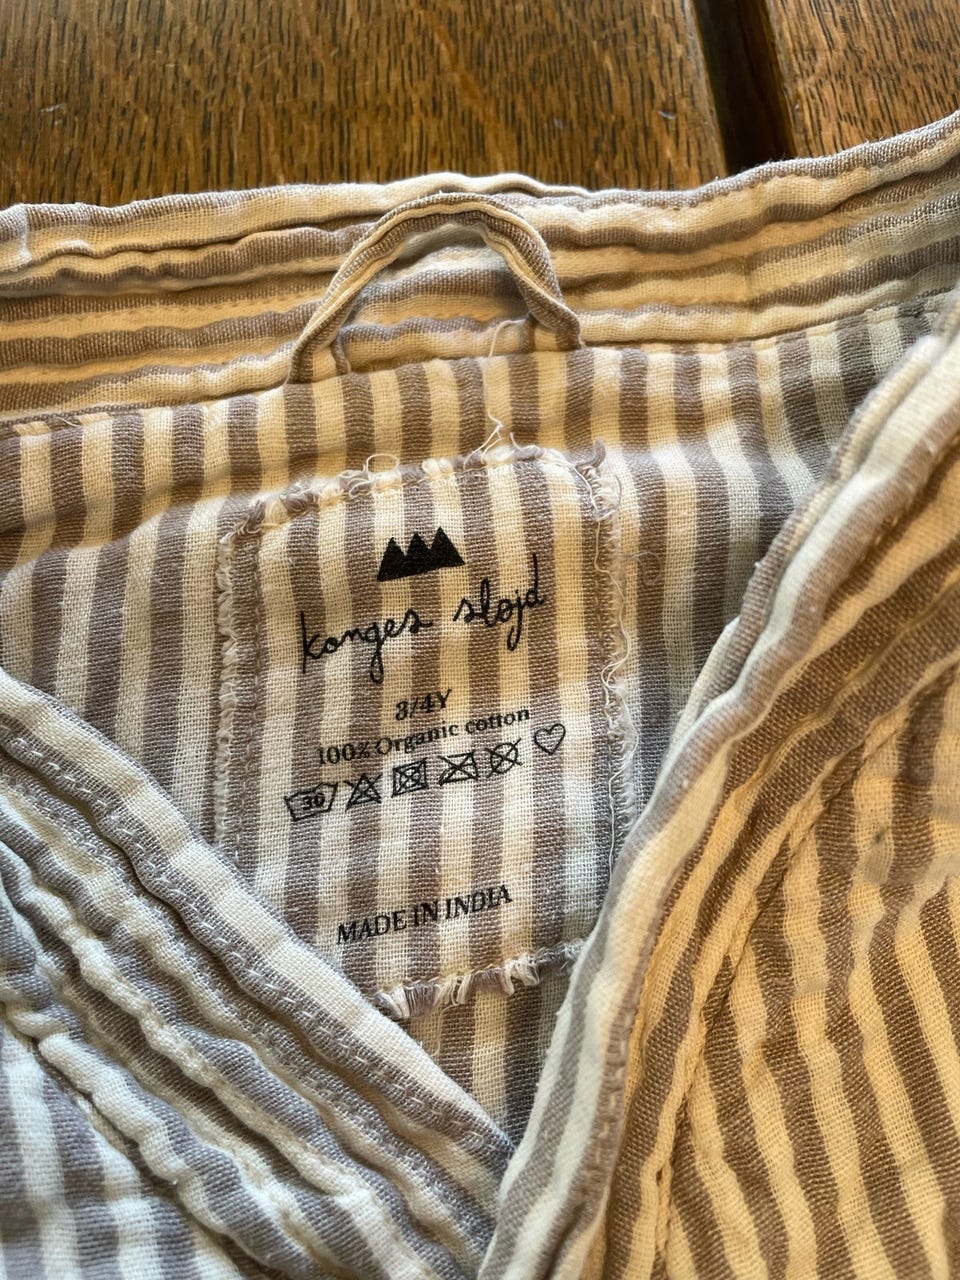 konges sløjd
3/4Y
100% Organic cotton
30
MADE IN INDIA